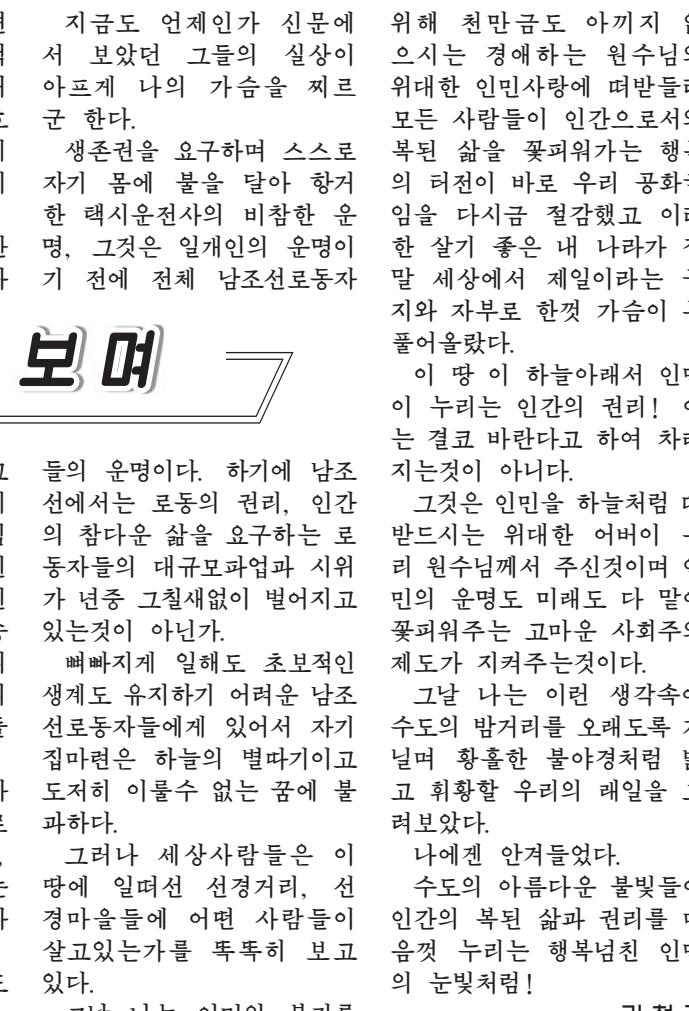 지금도 언제인가 신문에
서 보았던 그들의 실상이
아프게 나의 가슴을 찌르
군 한다.
생존권을 요구하며 스스로
자기 몸에 불을 달아 항거
한 택시운전사의 비참한 운
명, 그것은 일개인의 운명이
기 전에 전체 남조선로동자
보며
들의 운명이다. 하기에 남조
선에서는 로동의 권리, 인간
의 참다운 삶을 요구하는 로
동자들의 대규모파업과 시위
가 년중 그칠새없이 벌어지고
있는것이 아닌가.
뼈빠지게 일해도 초보적인
생계도 유지하기 어려운 남조
선로동자들에게 있어서 자기
집마련은 하늘의 별따기이고
도저히 이룰수 없는 꿈에 불
과하다.
그러나 세상사람들은 이
땅에 일떠선 선경거리, 선
경마을들에 어떤 사람들이
살고있는가를 똑똑히 보고
있다.
위해 천만금도 아끼지
으시는 경애하는 원수님의
위대한 인민사랑에 떠받들려
모든 사람들이 인간으로서의
복된 삶을 꽃피워가는 행복
의 터전이 바로 우리 공화국
임을 다시금 절감했고 이러
한 살기 좋은 내 나라가
말 세상에서 제일이라는
지와 자부로 한껏 가슴이
풀어올랐다.
이 땅 이 하늘아래서 인민
이 누리는 인간의 권리!
는 결코 바란다고 하여 차례
지는것이 아니다.
그것은 인민을 하늘처럼
받드시는 위대한 어버이
리 원수님께서 주신것이며
민의 운명도 미래도 다 맡아
꽃피워주는 고마운 사회주의
제도가 지켜주는것이다.
그날 나는 이런 생각속에
수도의 밤거리를 오래도록
닐며 황홀한 불야경처럼
고 휘황할 우리의 래일을
려보았다.
나에겐 안겨들었다.
수도의 아름다운 불빛들이
인간의 복된 삶과 권리를
음껏 누리는 행복넘친 인민
의 눈빛처럼!